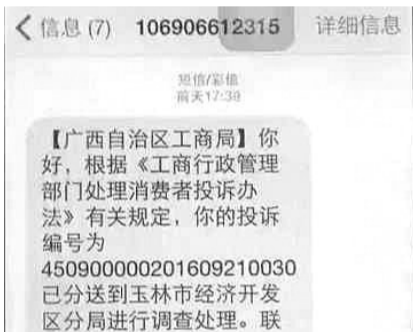 信息 (7) 106906612315 详细信息
短信/彩信
前天17:39
【广西自治区工商局】你
好，根据《工商行政管理
部门处理消费者投诉办
法》有关规定，你的投诉
编号为
450900000201609210030
已分送到玉林市经济开发
区分局进行调查处理。联